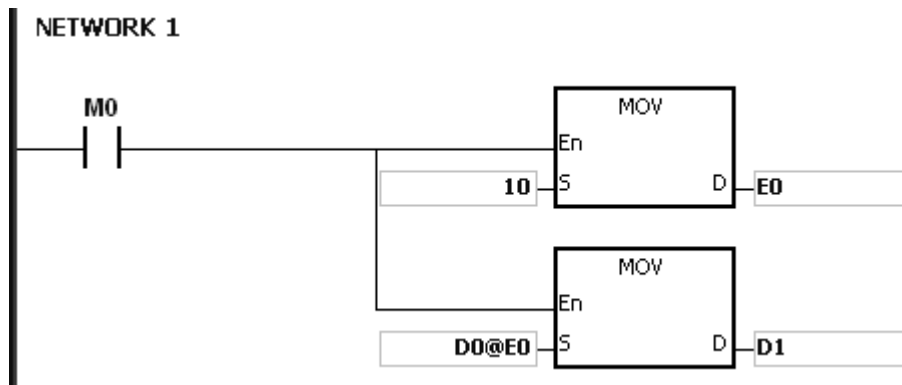 NETWORK 1
M0
MOV
En
10 S D E0
MOV
En
D0@E0 S D D1